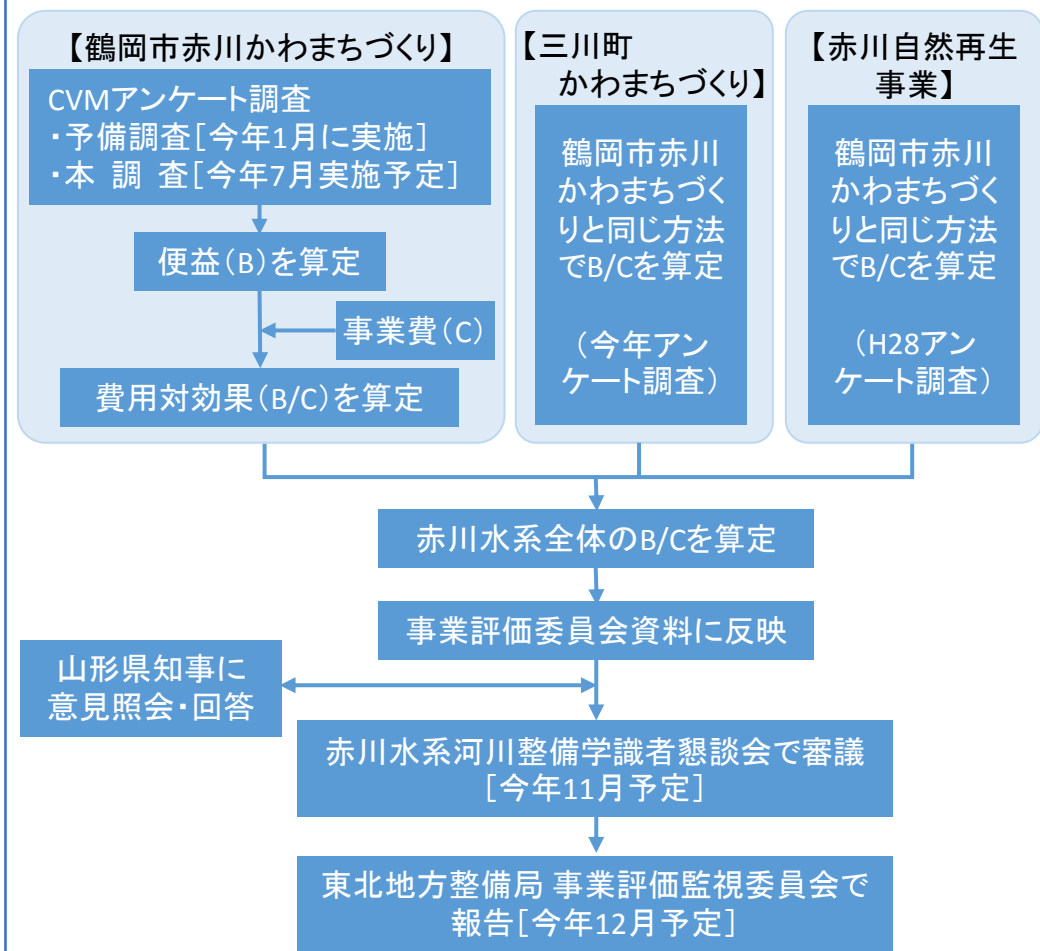 【鶴岡市赤川かわまちづくり】
CVMアンケート調査
・予備調査[今年1月に実施]
・本 調 査[今年7月実施予定]
便益(B)を算定
事業費(C)
費用対効果(B/C)を算定
【三川町
かわまちづくり】
鶴岡市赤川
かわまちづく
りと同じ方法
でB/Cを算定
(今年アン
ケート調査)
【赤川自然再生
事業】
鶴岡市赤川
かわまちづく
りと同じ方法
でB/Cを算定
(H28アン
ケート調査)
赤川水系全体のB/Cを算定
事業評価委員会資料に反映
山形県知事に
意見照会・回答
赤川水系河川整備学識者懇談会で審議
[今年11月予定]
東北地方整備局 事業評価監視委員会で
報告[今年12月予定]